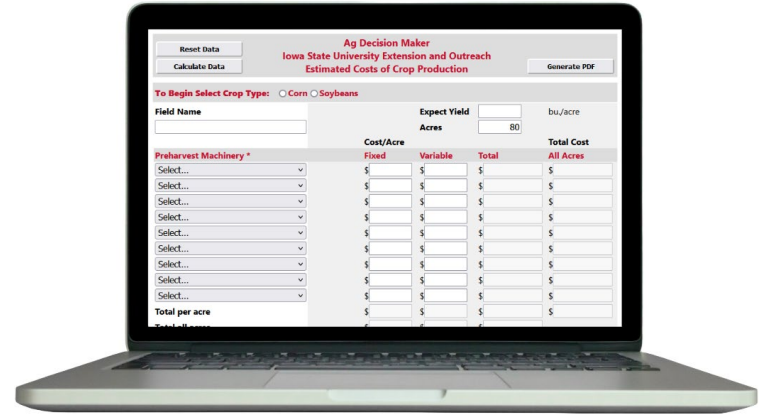 Reset Data
Calculate Data
Ag Decision Maker
Iowa State University Extension and Outreach
Estimated Costs of Crop Production
Generate PDF
To Begin Select Crop Type: Corn Soybeans
Field Name Expect Yield bu./acre
Acres 80
Cost/Acre Total Cost
Preharvest Machinery * Fixed Variable Total All Acres
Select... $ $ $ $
Select... $ $ $ $
Select... $ $ $ $
Select... $ $ $ $
Select... $ $ $ $
Select... $ $ $ $
Select... $ $ $ $
Select... $ $ $ $
Select... $ $ $ $
Total per acre $ $ $ $
Total all acres $ $ $